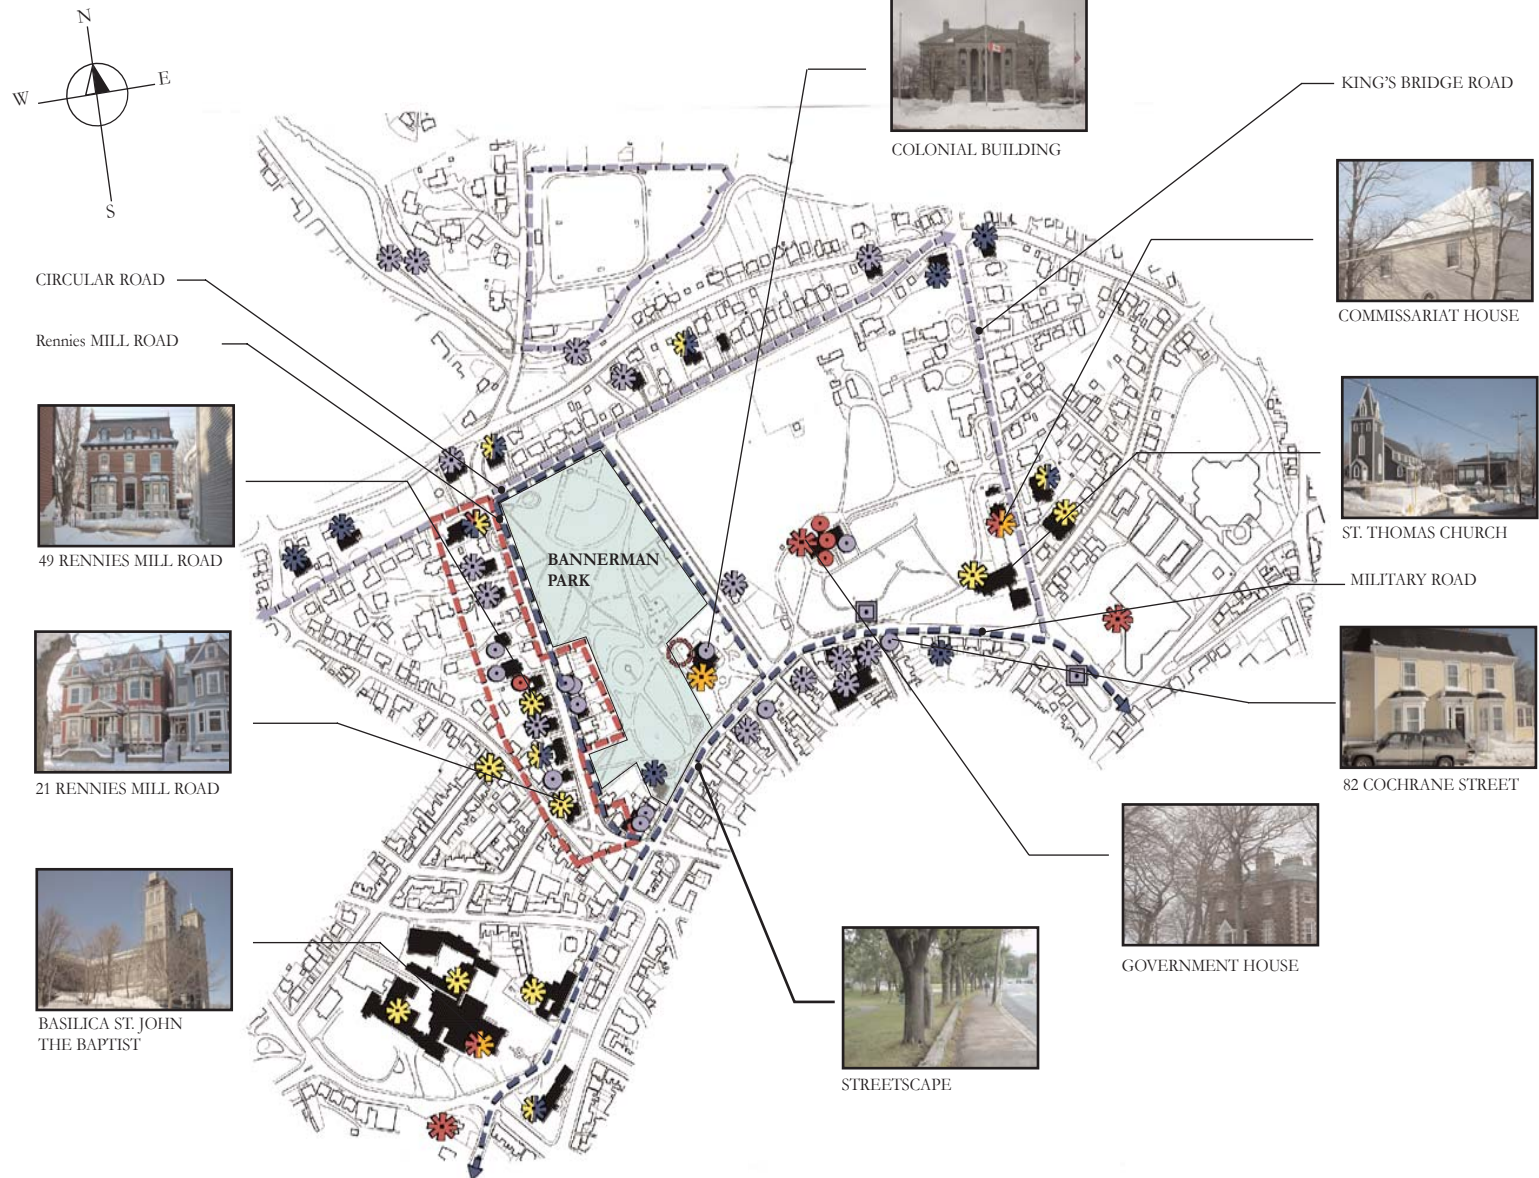 N
W
E
S
COLONIAL BUILDING
KING'S BRIDGE ROAD
CIRCULAR ROAD
Rennies MILL ROAD
COMMISSARIAT HOUSE
49 RENNIES MILL ROAD
BANNERMAN
PARK
ST. THOMAS CHURCH
MILITARY ROAD
21 RENNIES MILL ROAD
82 COCHRANE STREET
BASILICA ST. JOHN
THE BAPTIST
GOVERNMENT HOUSE
STREETSCAPE